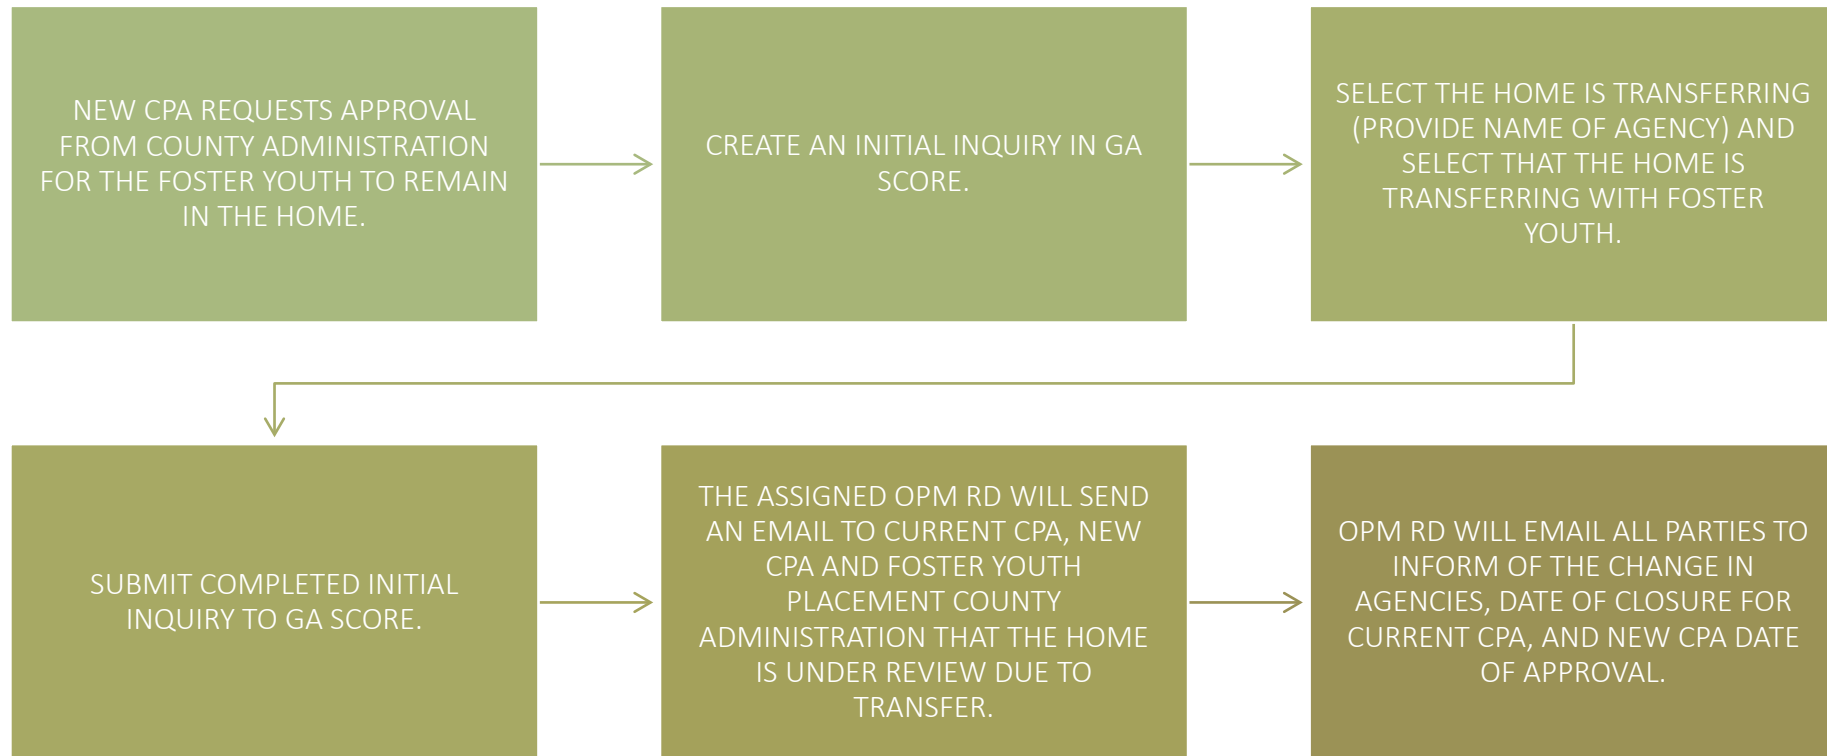 NEW CPA REQUESTS APPROVAL
FROM COUNTY ADMINISTRATION
FOR THE FOSTER YOUTH TO REMAIN
IN THE HOME.
CREATE AN INITIAL INQUIRY IN GA
SCORE.
SELECT THE HOME IS TRANSFERRING
(PROVIDE NAME OF AGENCY) AND
SELECT THAT THE HOME IS
TRANSFERRING WITH FOSTER
YOUTH.
SUBMIT COMPLETED INITIAL
INQUIRY TO GA SCORE.
THE ASSIGNED OPM RD WILL SEND
AN EMAIL TO CURRENT CPA, NEW
CPA AND FOSTER YOUTH
PLACEMENT COUNTY
ADMINISTRATION THAT THE HOME
IS UNDER REVIEW DUE TO
TRANSFER.
OPM RD WILL EMAIL ALL PARTIES TO
INFORM OF THE CHANGE IN
AGENCIES, DATE OF CLOSURE FOR
CURRENT CPA, AND NEW CPA DATE
OF APPROVAL.